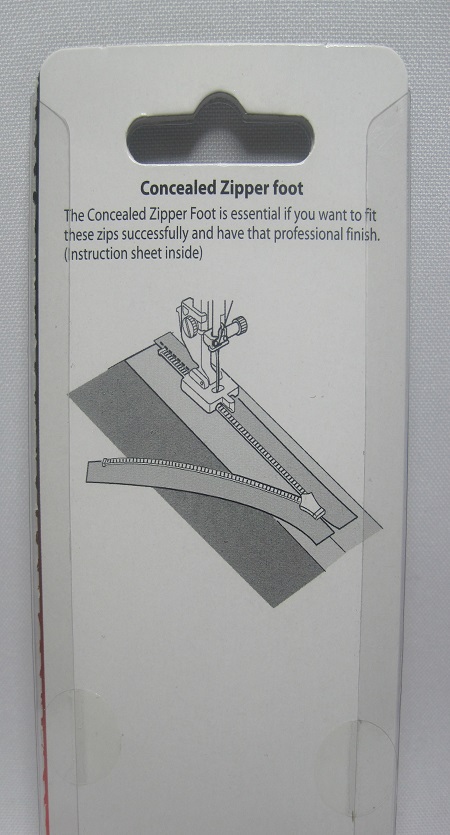 Concealed Zipper foot
The Concealed Zipper Foot is essential if you want to fit
these zips successfully and have that professional finish.
(Instruction sheet inside)